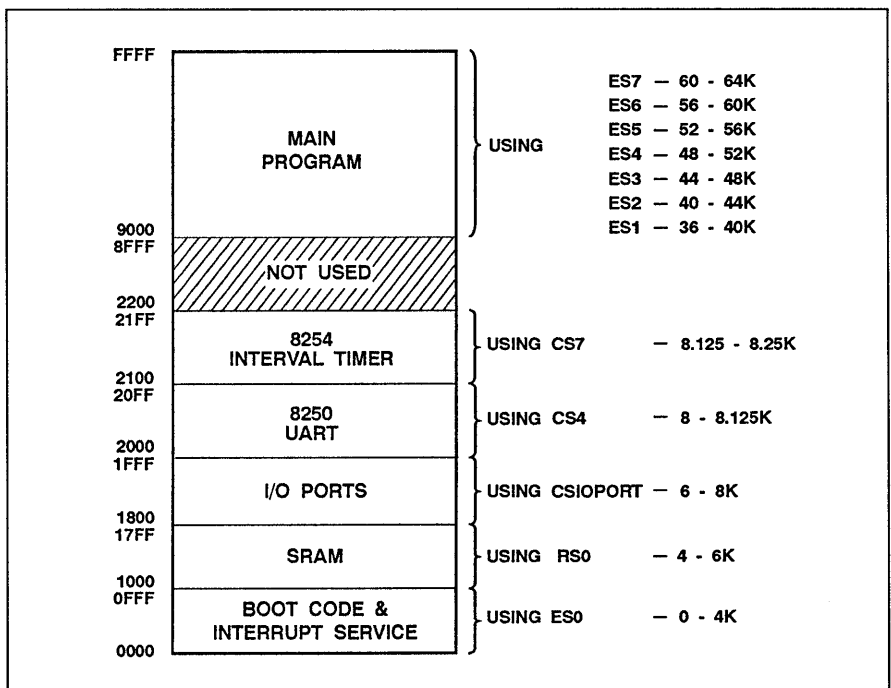 FFFF
MAIN
PROGRAM
USING
ES7 — 60 - 64K
ES6 — 56 - 60K
ES5 — 52 - 56K
ES4 — 48 - 52K
ES3 — 44 - 48K
ES2 — 40 - 44K
ES1 — 36 - 40K
9000
8FFF
NOT USED
2200
21FF
8254
INTERVAL TIMER
USING CS7 — 8.125 - 8.25K
2100
20FF
8250
UART
USING CS4 — 8 - 8.125K
2000
1FFF
I/O PORTS
USING CSIOPORT — 6 - 8K
1800
17FF
SRAM
USING RS0 — 4 - 6K
1000
0FFF
BOOT CODE &
INTERRUPT SERVICE
USING ES0 — 0 - 4K
0000